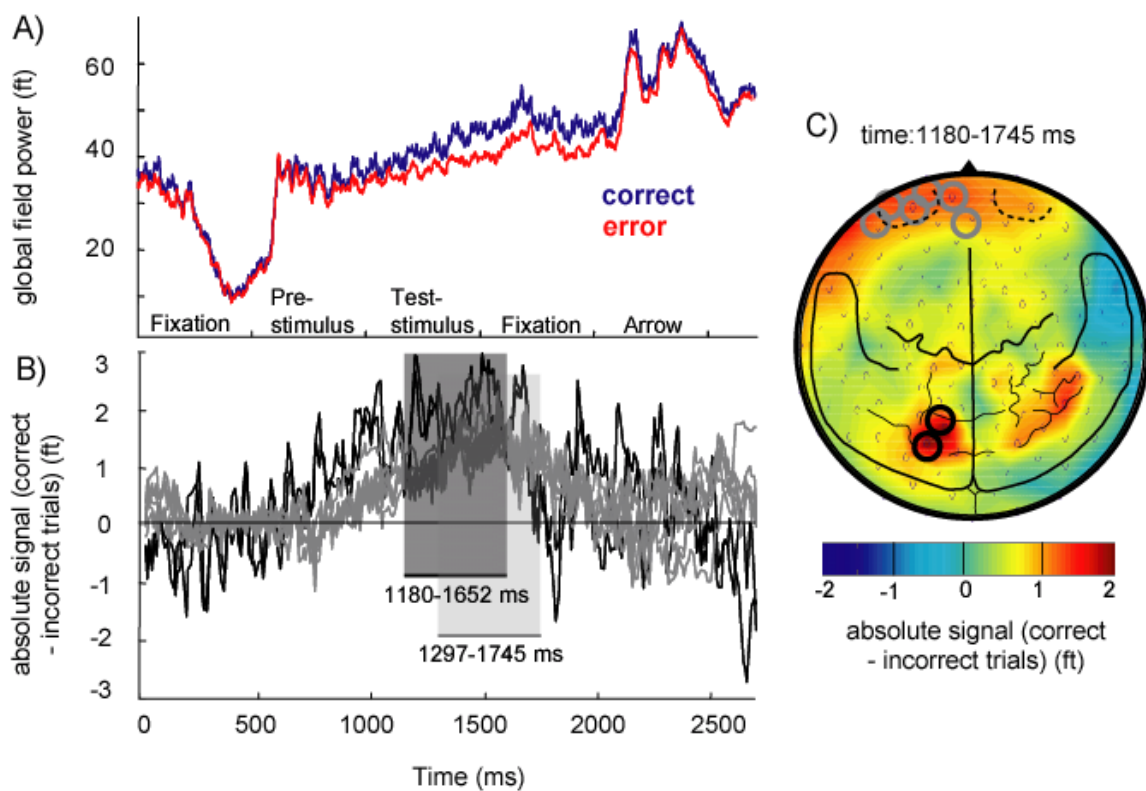 A)
global field power (ft)
60
40
20
correct
error
Fixation
Pre-
stimulus
Test-
stimulus
Fixation
Arrow
B)
absolute signal (correct
- incorrect trials) (ft)
3
2
1
0
-1
-2
-3
1180-1652 ms
1297-1745 ms
0
500
1000
1500
2000
2500
Time (ms)
C)
time:1180-1745 ms
-2
-1
0
1
2
absolute signal (correct
- incorrect trials) (ft)